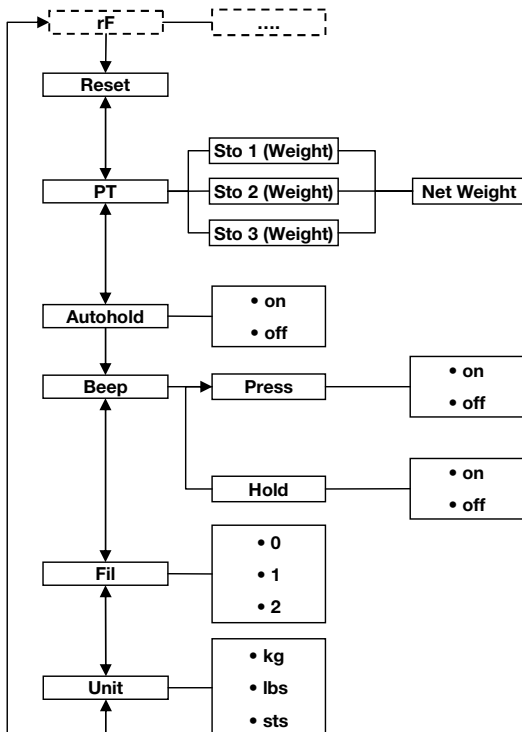 rF
....
Reset
Sto 1 (Weight)
PT
Sto 2 (Weight)
Net Weight
Sto 3 (Weight)
Autohold
• on
• off
Beep
Press
• on
• off
Hold
• on
• off
Fil
• 0
• 1
• 2
Unit
• kg
• lbs
• sts